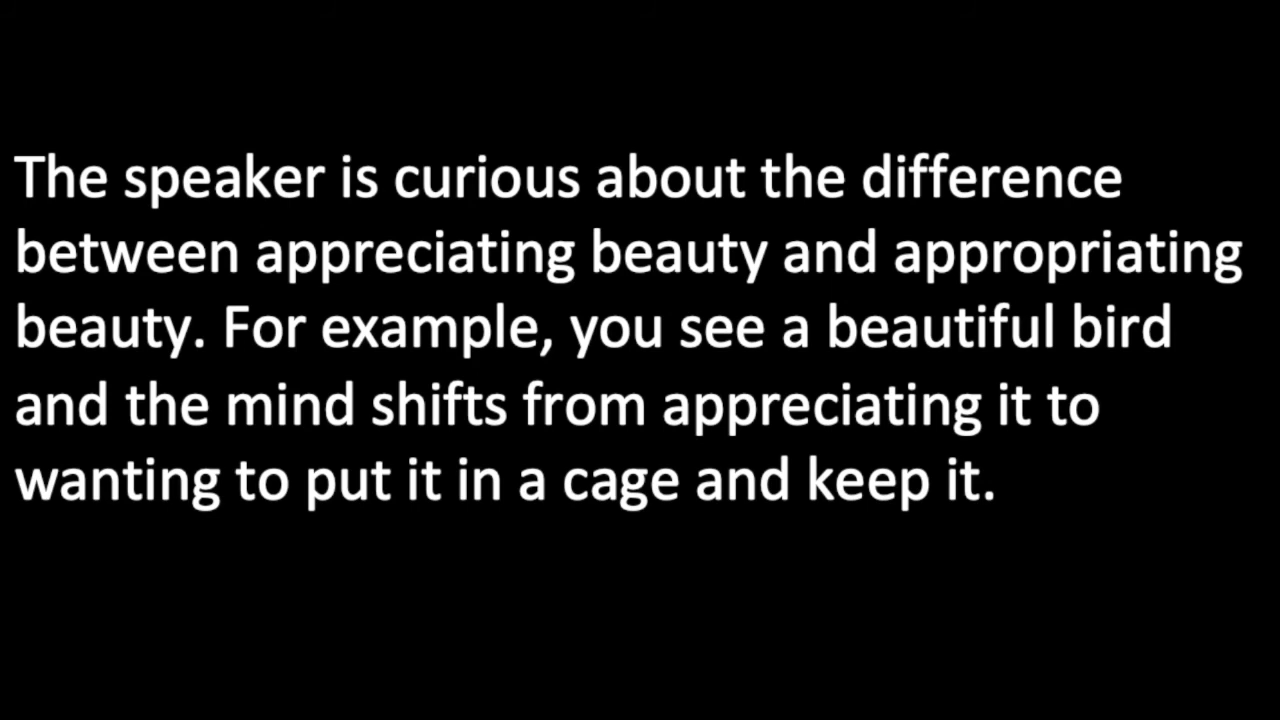 The speaker is curious about the difference
between appreciating beauty and appropriating
beauty. For example, you see a beautiful bird
and the mind shifts from appreciating it to
wanting to put it in a cage and keep it.